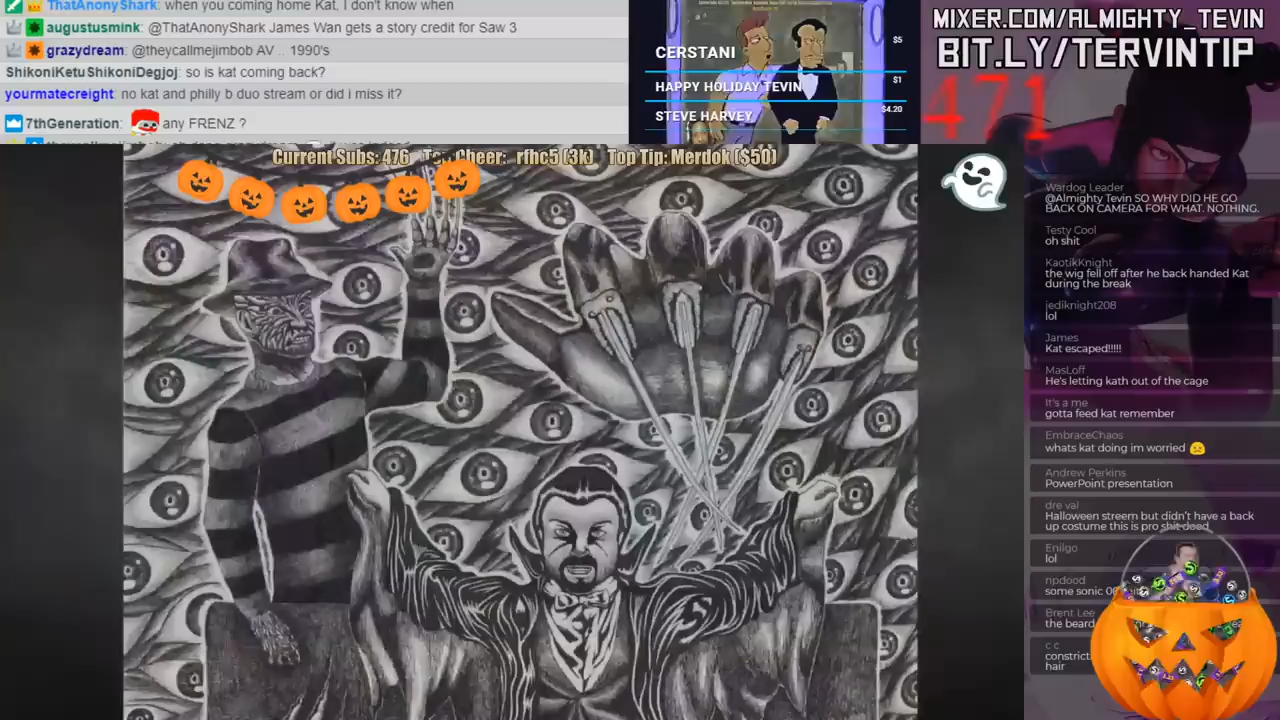 ThatAnonyShark: when you coming home Kat, I don't know when
augustusmink: @ThatAnonyShark James Wan gets a story credit for Saw 3
grazydream: @theycallmejimbob AV .. 1990's
ShikoniKetuShikoniDegjoj: so is kat coming back?
yourmatecreight: no kat and philly b duo stream or did i miss it?
7thGeneration: any FRENZ ?
CERSTANI $5
HAPPY HOLIDAY TEVIN $1
STEVE HARVEY $4.20
MIXER.COM/ALMIGHTY_TEVIN
BIT.LY/TERVINTIP
471
Current Subs: 476 Top Cheer: rfhc5 (3k) Top Tip: Merdok ($50)
Wardog Leader
@Almighty Tevin SO WHY DID HE GO
BACK ON CAMERA FOR WHAT. NOTHING.
Testy Cool
oh shit
KaotikKnight
the wig fell off after he back handed Kat
during the break
jediknight208
lol
James
Kat escaped!!!!!
MasLoff
He's letting kath out of the cage
It's a me
gotta feed kat remember
EmbraceChaos
whats kat doing im worried
Andrew Perkins
PowerPoint presentation
dre val
Halloween streem but didn't have a back
up costume this is pro shit dood
Enilgo
lol
npdood
some sonic
Brent Lee
the beard
c c
hair